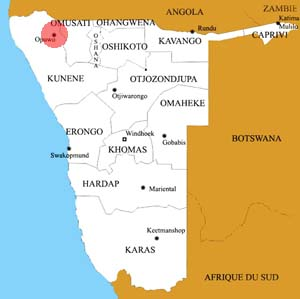 ZAMBIE
ANGOLA
OMUSATI
OHANGWENA
Opuwo
OSHANA
OSHIKOTO
KAVANGO
Rundu
Katima
Mulilo
CAPRIVI
KUNENE
OTJOZONDJUPA
Otjiwarongo
OMAHEKE
ERONGO
Windhoek
Gobabis
BOTSWANA
Swakopmund
KHOMAS
HARDAP
Mariental
Keetmanshop
KARAS
AFRIQUE DU SUD